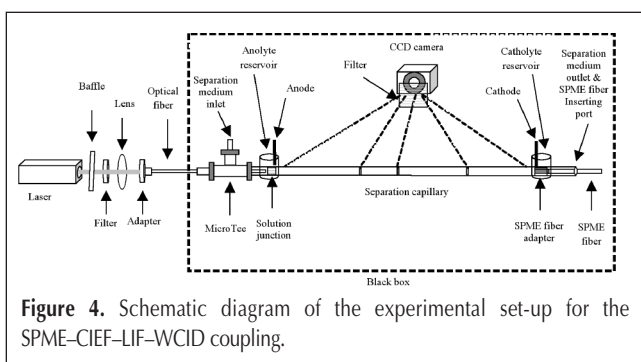 CCD camera
Anolyte
reservoir
Catholyte
reservoir
Separation
medium
outlet &
SPME fiber
Inserting
port
Filter
Separation
medium
inlet
Anode
Cathode
Baffle
Lens
Optical
fiber
Laser
Filter
Adapter
MicroTee
Solution
junction
Separation capillary
SPME fiber
adapter
SPME
fiber
Black box
Figure 4. Schematic diagram of the experimental set-up for the
SPME–CIEF–LIF–WCID coupling.